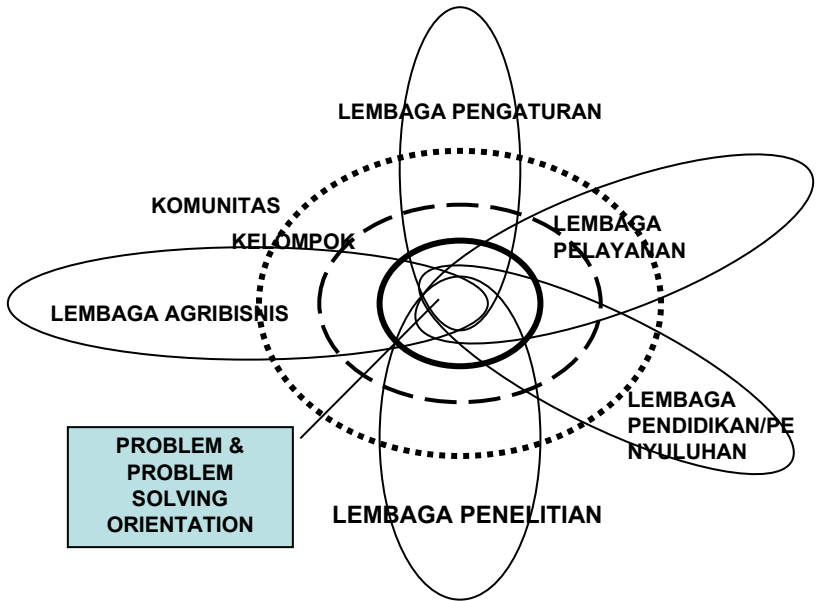 LEMBAGA PENGATURAN
KOMUNITAS
KELOMPOK
LEMBAGA
PELAYANAN
LEMBAGA AGRIBISNIS
LEMBAGA
PENDIDIKAN/PE
NYULUHAN
PROBLEM &
PROBLEM
SOLVING
ORIENTATION
LEMBAGA PENELITIAN